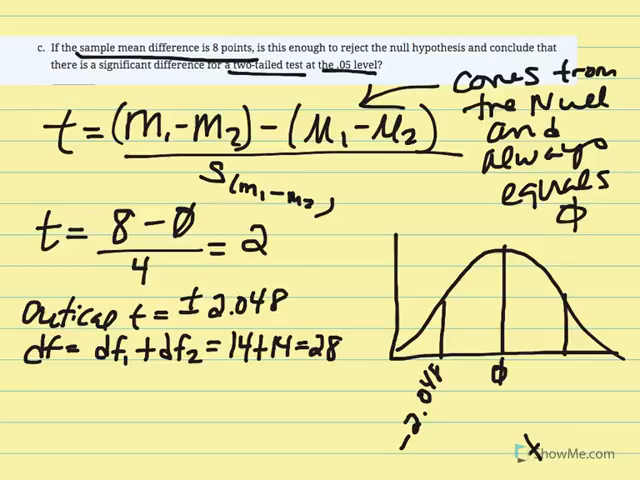 c. If the sample mean difference is 8 points, is this enough to reject the null hypothesis and conclude that
there is a significant difference for a two-tailed test at the .05 level?
comes from
the Null
and
always
equals
0
t = (M₁-M₂) - (μ₁ - μ₂)
S(M₁-M₂)
t = 8 - 0 = 2
4
Critical t = ± 2.048
df = df₁ + df₂ = 14+14=28
-2.048
0
ShowMe.com